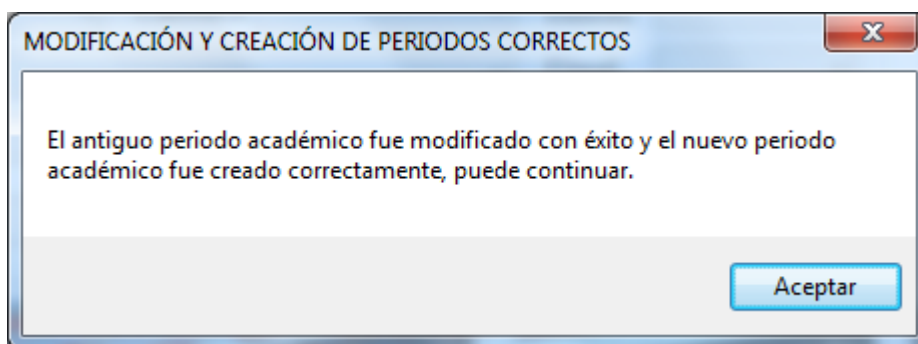 MODIFICACIÓN Y CREACIÓN DE PERIODOS CORRECTOS
El antiguo periodo académico fue modificado con éxito y el nuevo periodo
académico fue creado correctamente, puede continuar.
Aceptar